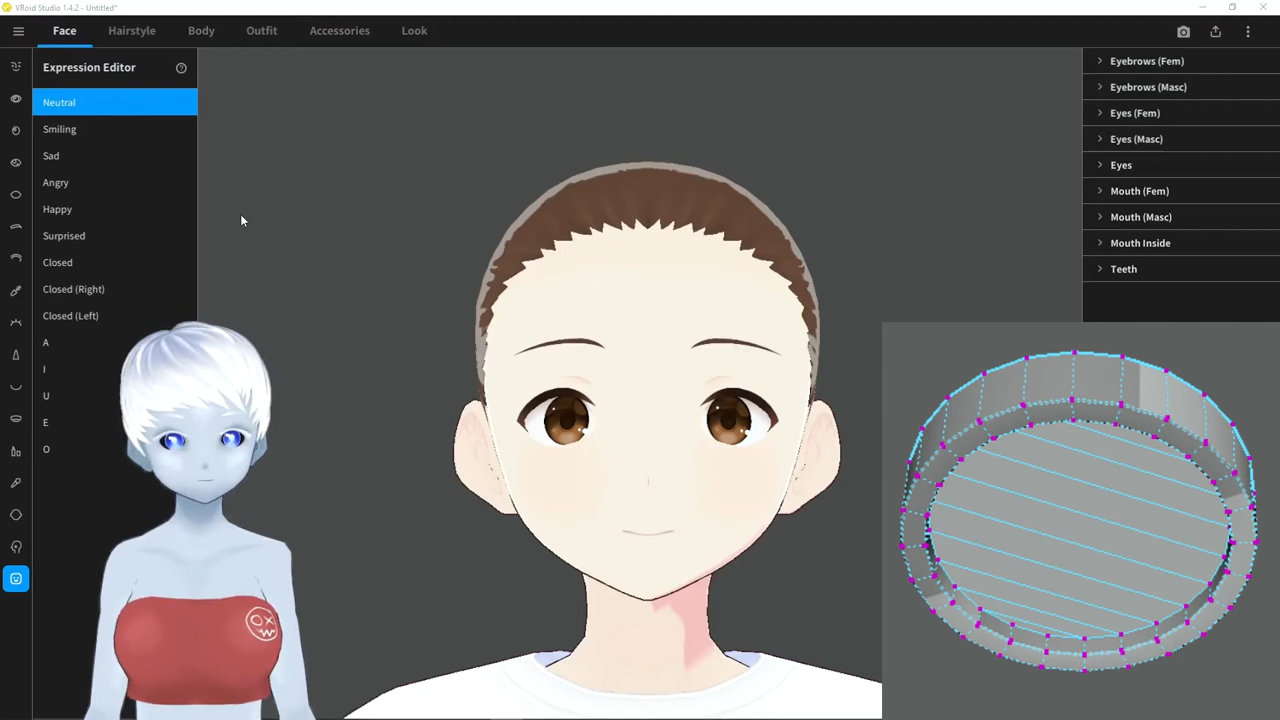 VRoid Studio 1.4.2 - Untitled*
Face
Hairstyle
Body
Outfit
Accessories
Look
Expression Editor
Neutral
Smiling
Sad
Angry
Happy
Surprised
Closed
Closed (Right)
Closed (Left)
A
I
U
E
O
Eyebrows (Fem)
Eyebrows (Masc)
Eyes (Fem)
Eyes (Masc)
Eyes
Mouth (Fem)
Mouth (Masc)
Mouth Inside
Teeth